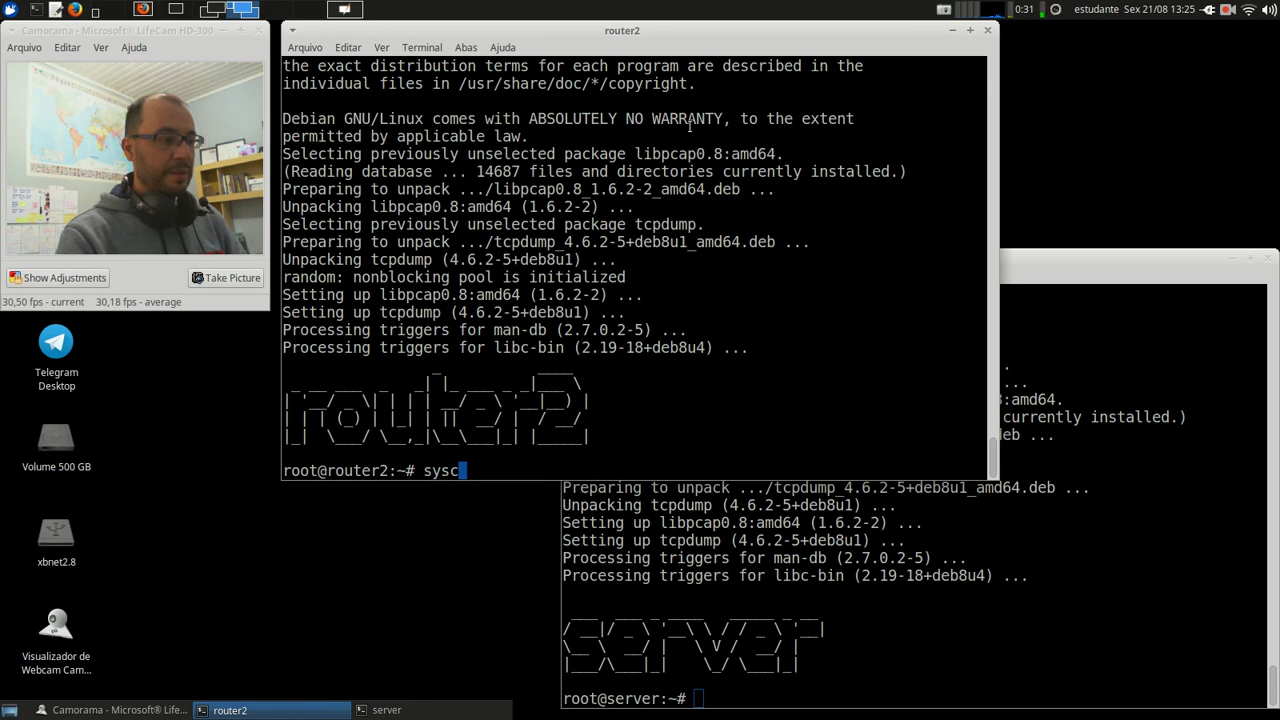 0:31 estudante Sex 21/08 13:25
Camorama - Microsoft® LifeCam HD-300
Arquivo Editar Ver Ajuda
Show Adjustments Take Picture
30,50 fps - current 30,18 fps - average
Telegram
Desktop
Volume 500 GB
xbnet2.8
Visualizador de
Webcam Cam...
router2
Arquivo Editar Ver Terminal Abas Ajuda
the exact distribution terms for each program are described in the
individual files in /usr/share/doc/*/copyright.
Debian GNU/Linux comes with ABSOLUTELY NO WARRANTY, to the extent
permitted by applicable law.
Selecting previously unselected package libpcap0.8:amd64.
(Reading database ... 14687 files and directories currently installed.)
Preparing to unpack .../libpcap0.8_1.6.2-2_amd64.deb ...
Unpacking libpcap0.8:amd64 (1.6.2-2) ...
Selecting previously unselected package tcpdump.
Preparing to unpack .../tcpdump_4.6.2-5+deb8u1_amd64.deb ...
Unpacking tcpdump (4.6.2-5+deb8u1) ...
random: nonblocking pool is initialized
Setting up libpcap0.8:amd64 (1.6.2-2) ...
Setting up tcpdump (4.6.2-5+deb8u1) ...
Processing triggers for man-db (2.7.0.2-5) ...
Processing triggers for libc-bin (2.19-18+deb8u4) ...
router2
root@router2:~# sysc
.
...
8:amd64.
currently installed.)
eb ...
Preparing to unpack .../tcpdump_4.6.2-5+deb8u1_amd64.deb ...
Unpacking tcpdump (4.6.2-5+deb8u1) ...
Setting up libpcap0.8:amd64 (1.6.2-2) ...
Setting up tcpdump (4.6.2-5+deb8u1) ...
Processing triggers for man-db (2.7.0.2-5) ...
Processing triggers for libc-bin (2.19-18+deb8u4) ...
server
root@server:~#
Camorama - Microsoft® Li... router2 server